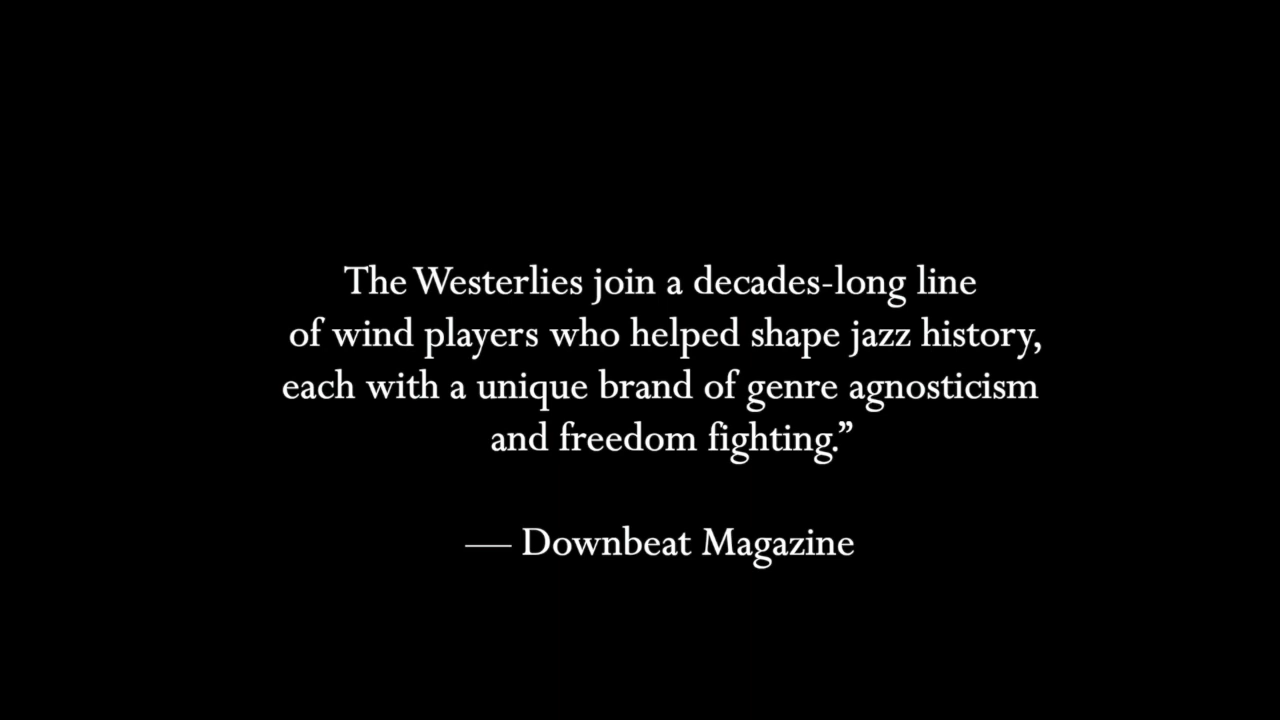 The Westerlies join a decades-long line
of wind players who helped shape jazz history,
each with a unique brand of genre agnosticism
and freedom fighting.”
— Downbeat Magazine